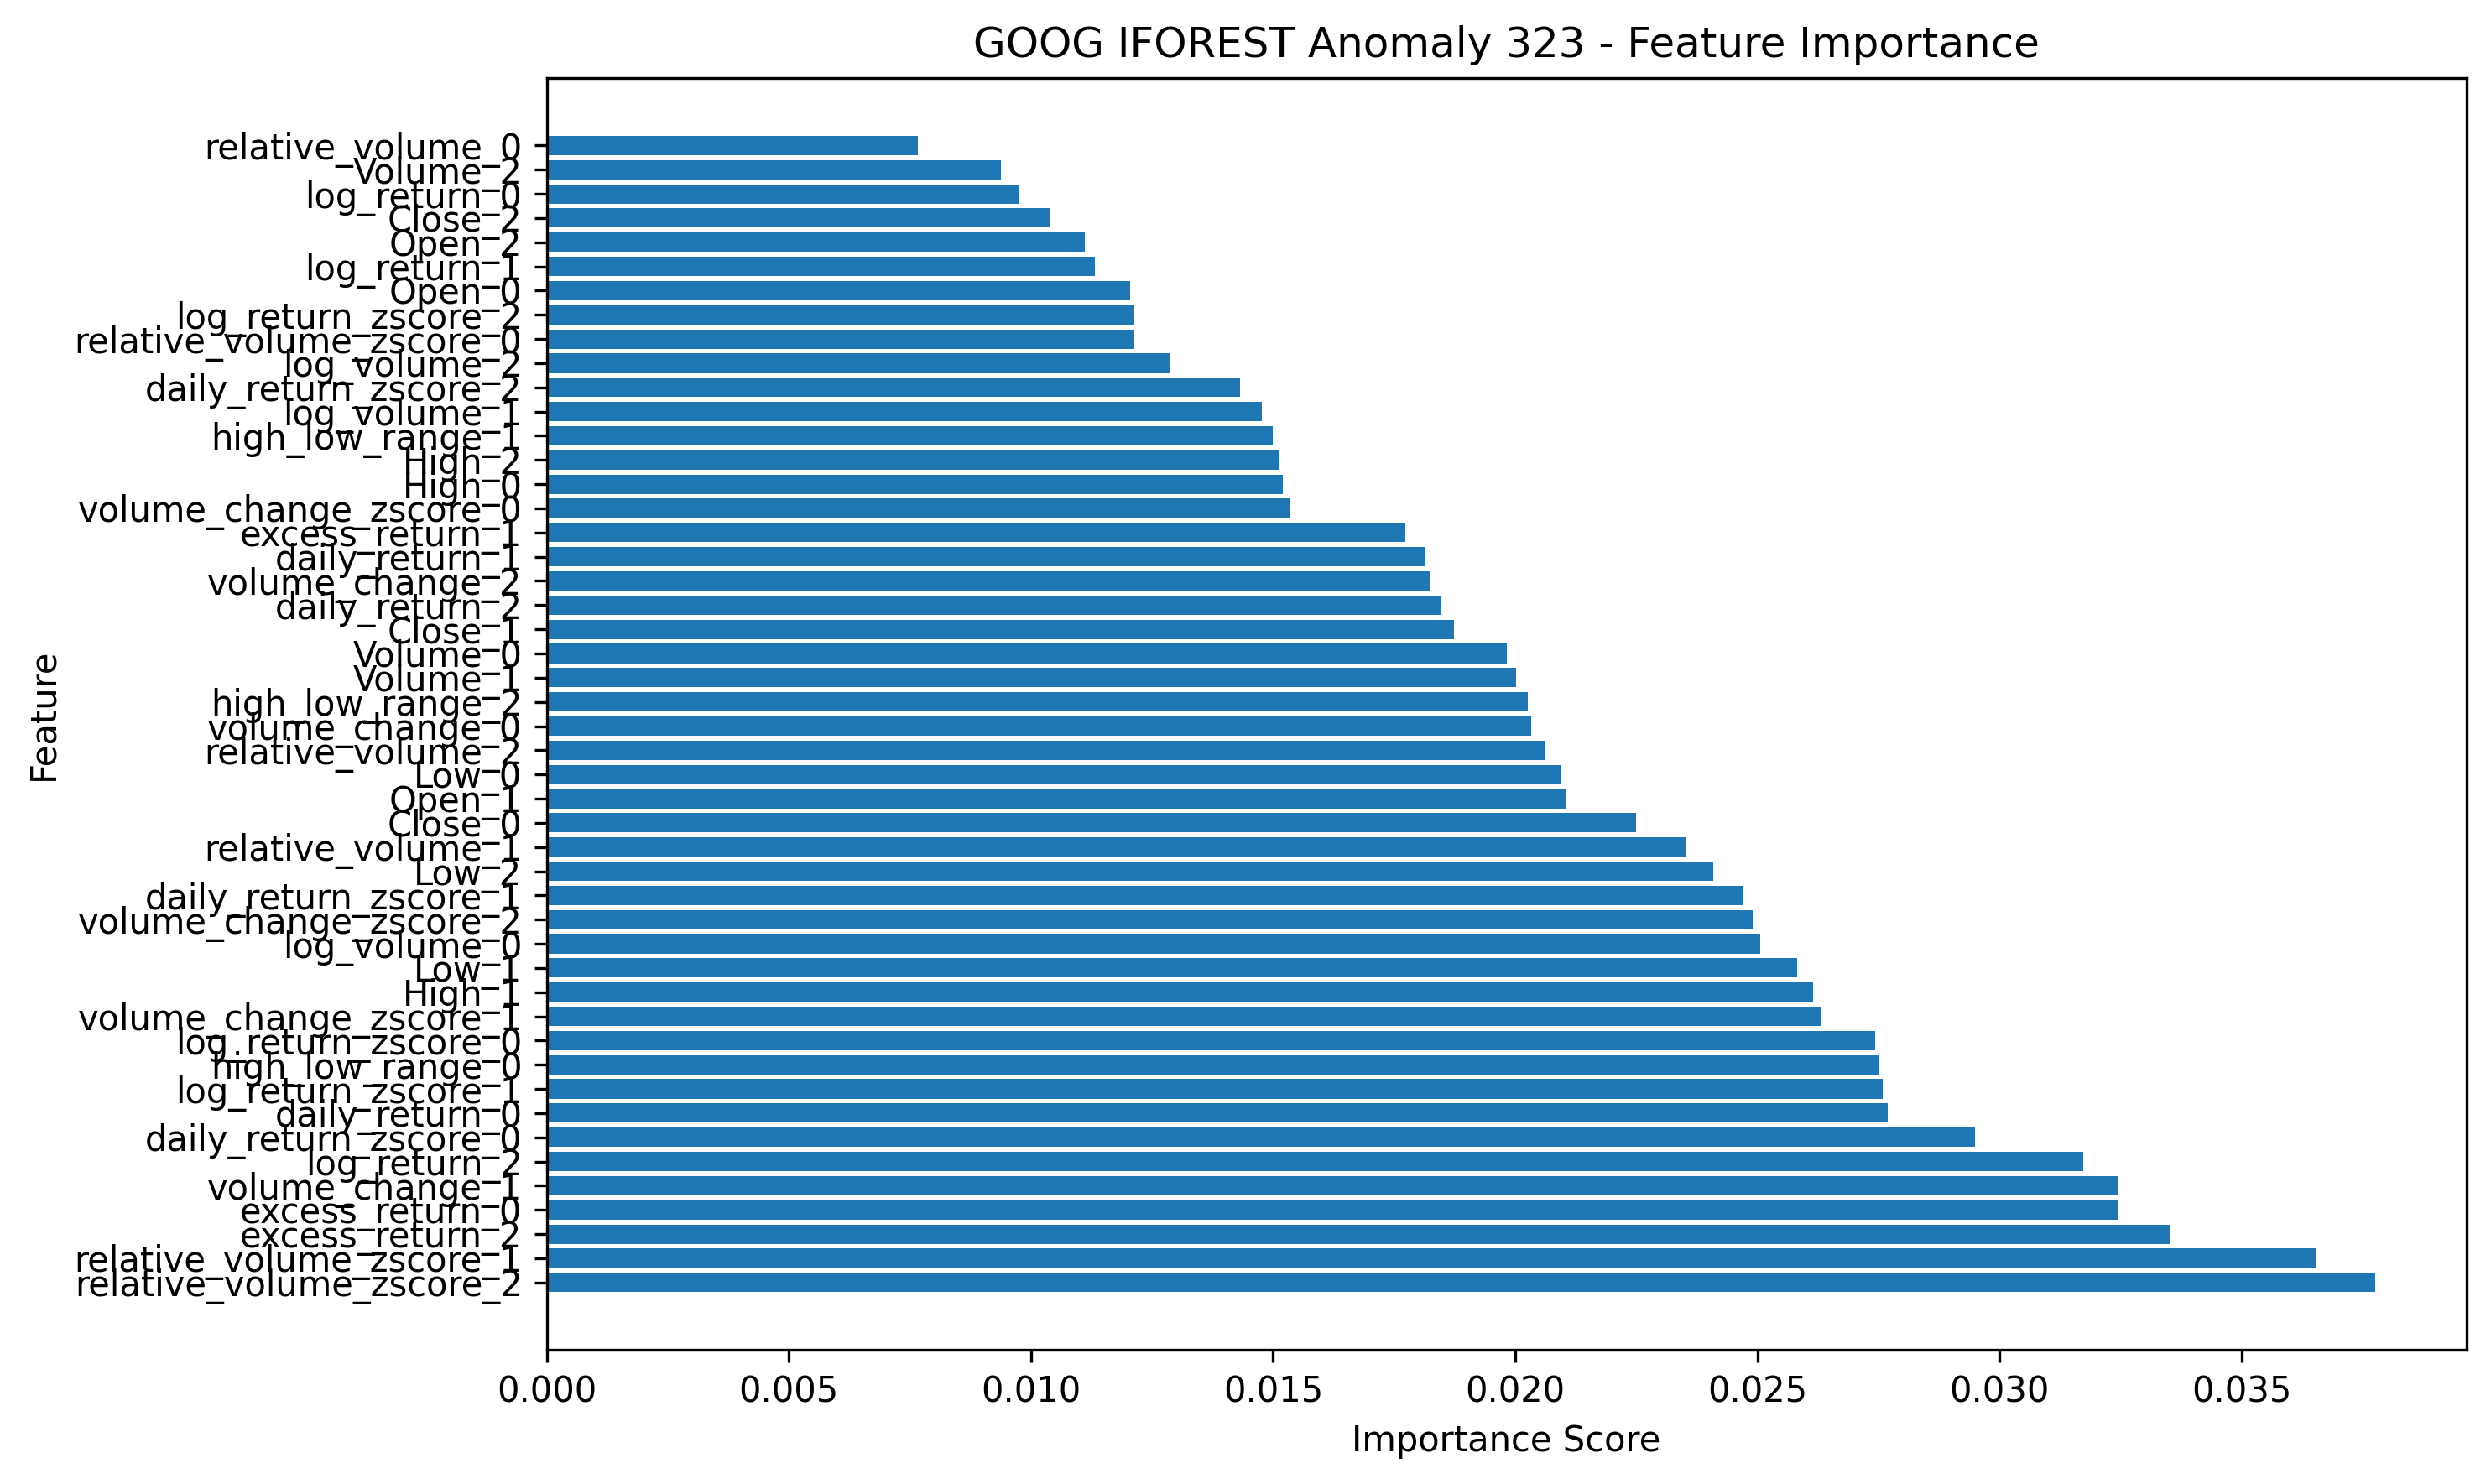 GOOG IFOREST Anomaly 323 - Feature Importance
relative_volume_0
Volume_2
log_return_0
Close_2
Open_2
log_return_1
Open_0
log_return_zscore_2
relative_volume_zscore_0
log_volume_2
daily_return_zscore_2
log_volume_1
high_low_range_1
High_2
High_0
volume_change_zscore_0
excess_return_1
daily_return_1
volume_change_2
daily_return_2
Close_1
Volume_0
Volume_1
high_low_range_2
volume_change_0
relative_volume_2
Low_0
Open_1
Close_0
relative_volume_1
Low_2
daily_return_zscore_1
volume_change_zscore_2
log_volume_0
Low_1
High_1
volume_change_zscore_1
log_return_zscore_0
high_low_range_0
log_return_zscore_1
daily_return_0
daily_return_zscore_0
log_return_2
volume_change_1
excess_return_0
excess_return_2
relative_volume_zscore_1
relative_volume_zscore_2
Feature
0.000 0.005 0.010 0.015 0.020 0.025 0.030 0.035
Importance Score